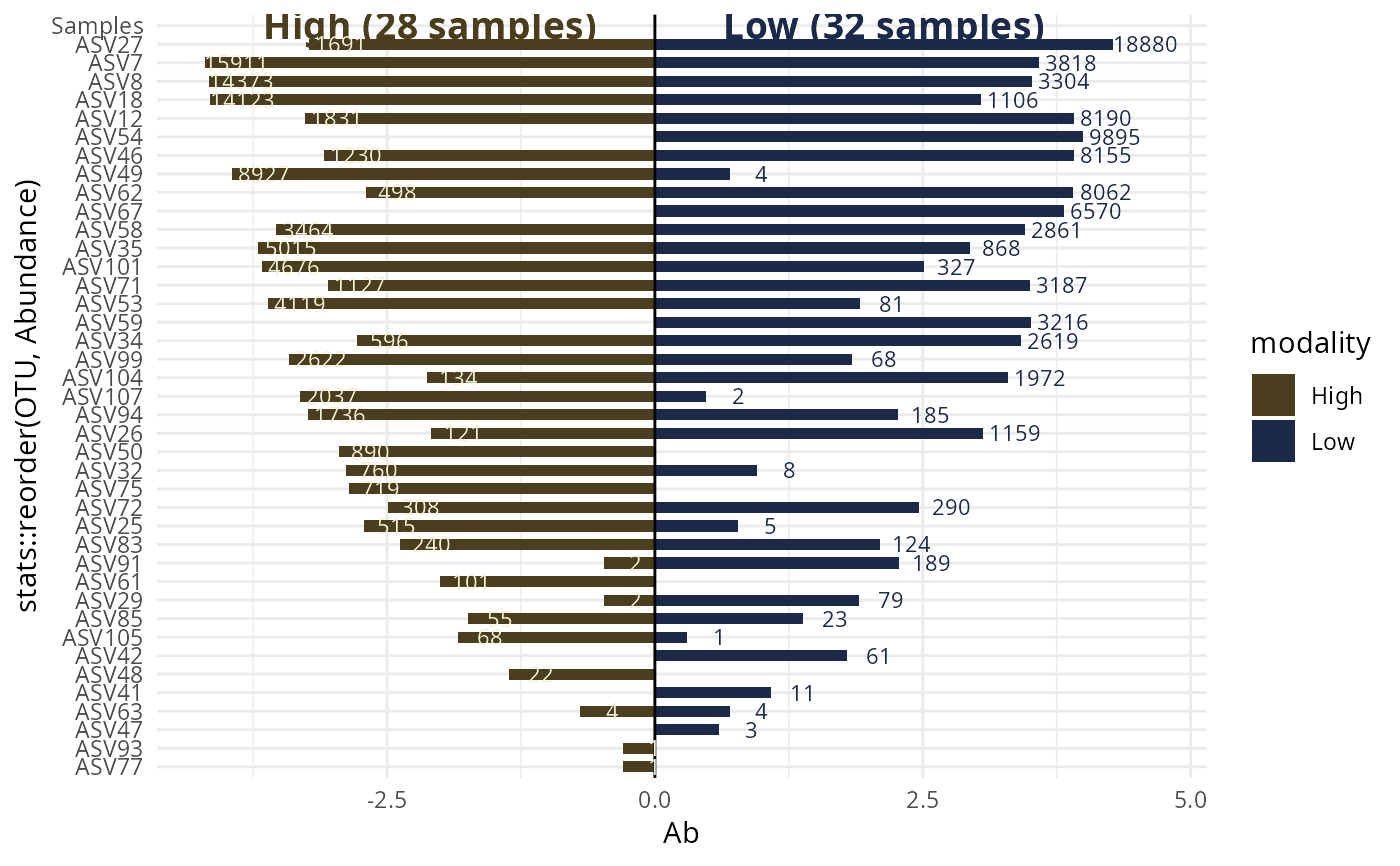 High (28 samples) Low (32 samples)
Samples
ASV27 1691 18880
ASV7 15911 3818
ASV8 14373 3304
ASV18 14123 1106
ASV12 1831 8190
ASV54 9895
ASV46 1230 8155
ASV49 8927 4
ASV62 498 8062
ASV67 6570
ASV58 3464 2861
ASV35 5015 868
ASV101 4676 327
ASV71 1127 3187
ASV53 4119 81
ASV59 3216
ASV34 596 2619
ASV99 2622 68
ASV104 134 1972
ASV107 2037 2
ASV94 1736 185
ASV26 121 1159
ASV50 890
ASV32 760 8
ASV75 719
ASV72 308 290
ASV25 515 5
ASV83 240 124
ASV91 2 189
ASV61 101
ASV29 2 79
ASV85 55 23
ASV105 68 1
ASV42 61
ASV48 22
ASV41 11
ASV63 4 4
ASV47 3
ASV93
ASV77
-2.5 0.0 2.5 5.0
Ab
stats::reorder(OTU, Abundance)
modality
High
Low